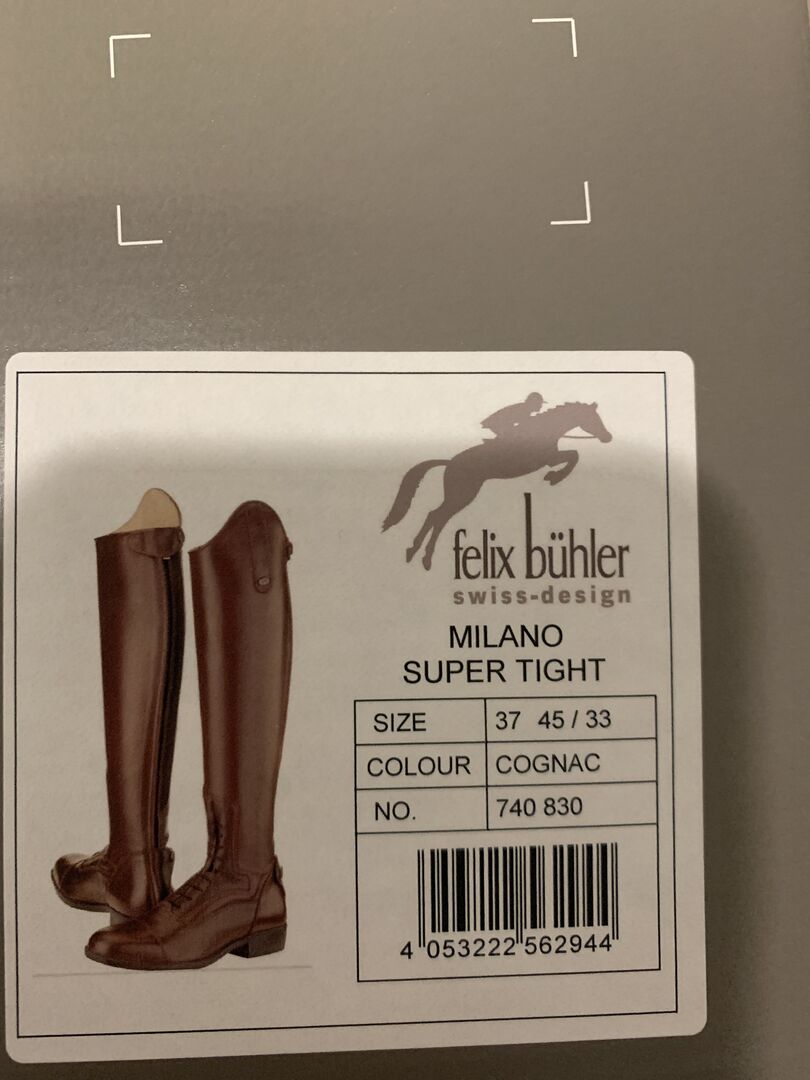 felix bühler
swiss-design
MILANO
SUPER TIGHT
SIZE 37 45 / 33
COLOUR COGNAC
NO. 740 830
4 053222 562944